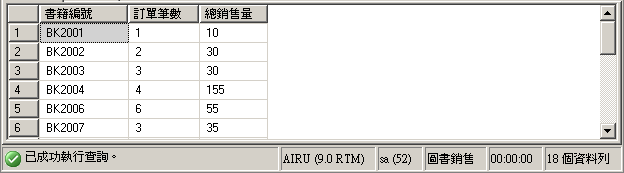 書籍編號 訂單筆數 總銷售量
1 BK2001 1 10
2 BK2002 2 30
3 BK2003 3 30
4 BK2004 4 155
5 BK2006 6 55
6 BK2007 3 35
已成功執行查詢。 AIRU (9.0 RTM) sa (52) 圖書銷售 00:00:00 18 個資料列